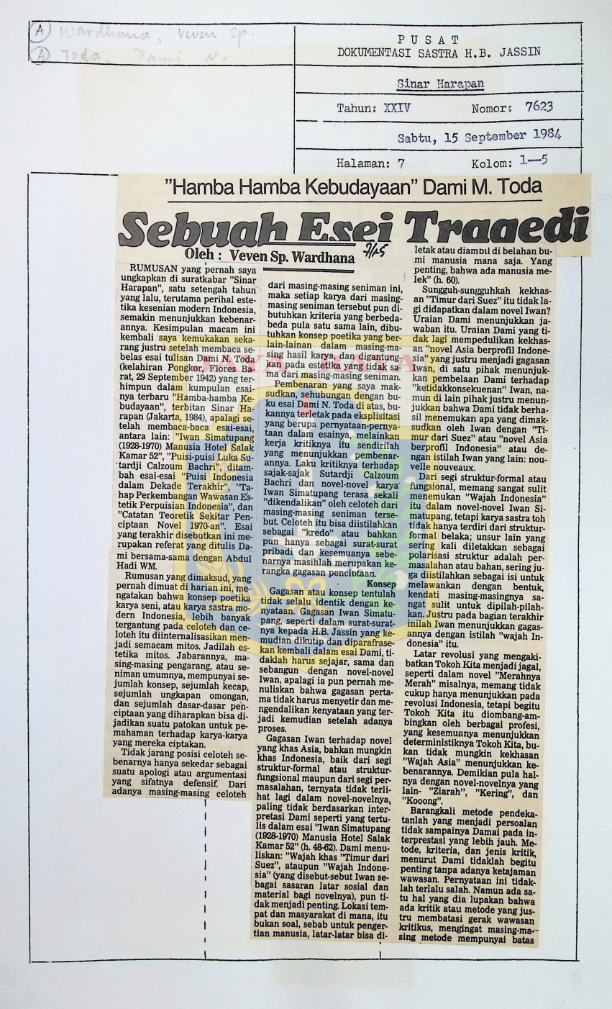 A Wardhana, Veven Sp.
A Toda, Dami N.
P U S A T
DOKUMENTASI SASTRA H.B. JASSIN
Sinar Harapan
Tahun: XXIV Nomor: 7623
Sabtu, 15 September 1984
Halaman: 7 Kolom: 1--5
"Hamba Hamba Kebudayaan" Dami M. Toda
Sebuah Esei Tragedi
Oleh : Veven Sp. Wardhana
RUMUSAN yang pernah saya
ungkapkan di suratkabar "Sinar
Harapan", satu setengah tahun
yang lalu, terutama perihal este-
tika kesenian modern Indonesia,
semakin menunjukkan kebenar-
annya. Kesimpulan macam ini
kembali saya kemukakan seka-
rang justru setelah membaca se-
belas esai tulisan Dami N. Toda
(kelahiran Pongkor, Flores Ba-
rat, 29 September 1942) yang ter-
himpun dalam kumpulan esai-
nya terbaru "Hamba-hamba Ke-
budayaan", terbitan Sinar Ha-
rapan (Jakarta, 1984), apalagi se-
telah membaca-baca esai-esai,
antara lain: "Iwan Simatupang
(1928-1970) Manusia Hotel Salak
Kamar 52", "Puisi-puisi Luka Su-
tardji Calzoum Bachri", ditam-
bah esai-esai "Puisi Indonesia
dalam Dekade Terakhir", "Ta-
hap Perkembangan Wawasan Es-
tetik Perpuisian Indonesia", dan
"Catatan Teoretik Sekitar Pen-
ciptaan Novel 1970-an". Esai
yang terakhir disebutkan ini me-
rupakan referat yang ditulis Da-
mi bersama-sama dengan Abdul
Hadi WM.
Rumusan yang dimaksud, yang
pernah dimuat di harian ini, me-
ngatakan bahwa konsep poetika
karya seni, atau karya sastra mo-
dern Indonesia, lebih banyak
tergantung pada celoteh dan ce-
loteh itu diinternalisasikan men-
jadi semacam mitos. Jadilah es-
tetika mitos. Jabarannya, ma-
sing-masing pengarang, atau se-
niman umumnya, mempunyai se-
jumlah konsep, sejumlah kecap,
sejumlah ungkapan omongan,
dan sejumlah dasar-dasar pen-
ciptaan yang diharapkan bisa di-
jadikan suatu patokan untuk pe-
mahaman terhadap karya-karya
yang mereka ciptakan.
Tidak jarang posisi celoteh se-
benarnya hanya sekedar sebagai
suatu apologi atau argumentasi
yang sifatnya defensif. Dari
adanya masing-masing celoteh
dari masing-masing seniman ini,
maka setiap karya dari masing-
masing seniman tersebut pun di-
butuhkan kriteria yang berbeda-
beda pula satu sama lain, dibu-
tuhkan konsep poetika yang ber-
lain-lainan dalam masing-ma-
sing hasil karya seni, digantung-
kan pada estetika yang tidak sa-
ma dari masing-masing seniman.
Pembenaran yang saya mak-
sudkan, sehubungan dengan bu-
ku esai Dami N. Toda di atas, bu-
kannya terletak pada eksplisitasi
yang berupa pernyataan-pernya-
taan dalam esainya, melainkan
kerja kritiknya itu sendirilah
yang menunjukkan pembenar-
annya. Laku kritiknya terhadap
sajak-sajak Sutardji Calzoum
Bachri dan novel-novel karya
Iwan Simatupang terasa sekali
"dikendalikan" oleh celoteh dari
masing-masing seniman terse-
but. Celoteh itu bisa diistilahkan
sebagai "kredo" atau bahkan
pun hanya sebagai surat-surat
pribadi dan kesemuanya sebe-
narnya masihlah merupakan ke-
rangka gagasan penciptaan.
Konsep
Gagasan atau konsep tentulah
tidak selalu identik dengan ke-
nyataan. Gagasan Iwan Simatu-
pang, seperti dalam surat-surat-
nya kepada H.B. Jassin yang ke-
mudian dikutip dan diparafrase-
kan kembali dalam esai Dami, ti-
daklah harus sejajar, sama dan
sebangun dengan novel-novel
Iwan, apalagi ia pun pernah me-
nuliskan bahwa gagasan perta-
ma tidak harus menyetir dan me-
ngendalikan kenyataan yang ter-
jadi kemudian setelah adanya
proses.
Gagasan Iwan terhadap novel
yang khas Asia, bahkan mungkin
khas Indonesia, baik dari segi
struktur-formal atau struktur-
fungsional maupun dari segi per-
masalahan, ternyata tidak terli-
hat lagi dalam novel-novelnya,
paling tidak berdasarkan inter-
pretasi Dami seperti yang tertu-
lis dalam esai "Iwan Simatupang
(1928-1970) Manusia Hotel Salak
Kamar 52" (h. 48-62). Dami menu-
liskan: "Wajah khas "Timur dari
Suez", ataupun "Wajah Indone-
sia" (yang disebut-sebut Iwan se-
bagai sasaran latar sosial dan
material bagi novelnya), pun ti-
dak menjadi penting. Lokasi tem-
pat dan masyarakat di mana, itu
bukan soal, sebab untuk penger-
tian manusia, latar-latar bisa di-
letak atau diambil di belahan bu-
mi manusia mana saja. Yang
penting, bahwa ada manusia me-
lek" (h. 60).
Sungguh-sungguhkah kekhas-
an "Timur dari Suez" itu tidak la-
gi didapatkan dalam novel Iwan?
Uraian Dami menunjukkan ja-
waban itu. Uraian Dami yang ti-
dak lagi mempedulikan kekhas-
an "novel Asia berprofil Indone-
sia" yang justru menjadi gagasan
Iwan, di satu pihak menunjuk-
kan pembelaan Dami terhadap
"ketidakkonsekuenan" Iwan, na-
mun di lain pihak justru menun-
jukkan bahwa Dami tidak berha-
sil menemukan apa yang dimak-
sudkan oleh Iwan dengan "Ti-
mur dari Suez" atau "novel Asia
berprofil Indonesia" atau de-
ngan istilah Iwan yang lain: nou-
velle nouveaux.
Dari segi struktur-formal atau
fungsional, memang sangat sulit
menemukan "Wajah Indonesia"
itu dalam novel-novel Iwan Si-
matupang, tetapi karya sastra toh
tidak hanya terdiri dari struktur-
formal belaka; unsur lain yang
sering kali diletakkan sebagai
polarisasi struktur adalah per-
masalahan atau bahan, sering ju-
ga diistilahkan sebagai isi untuk
melawankan dengan bentuk,
kendati masing-masingnya sa-
ngat sulit untuk dipilah-pilah-
kan. Justru pada bagian terakhir
inilah Iwan menunjukkan gagas-
annya dengan istilah "wajah In-
donesia" itu.
Latar revolusi yang mengaki-
batkan Tokoh Kita menjadi jagal,
seperti dalam novel "Merahnya
Merah" misalnya, memang tidak
cukup hanya menunjukkan pada
revolusi Indonesia, tetapi begitu
Tokoh Kita itu diombang-am-
bingkan oleh berbagai profesi,
yang kesemuanya menunjukkan
deterministiknya Tokoh Kita, bu-
kan tidak mungkin kekhasan
"Wajah Asia" menunjukkan ke-
benarannya. Demikian pula hal-
nya dengan novel-novelnya yang
lain- "Ziarah", "Kering", dan
"Kooong".
Barangkali metode pendeka-
tanlah yang menjadi persoalan
tidak sampainya Damai pada in-
terprestasi yang lebih jauh. Me-
tode, kriteria, dan jenis kritik,
menurut Dami tidaklah begitu
penting tanpa adanya ketajaman
wawasan. Pernyataan ini tidak-
lah terlalu salah. Namun ada sa-
tu hal yang dia lupakan bahwa
ada kritik atau metode yang jus-
tru membatasi gerak wawasan
kritikus, mengingat masing-ma-
sing metode mempunyai batas